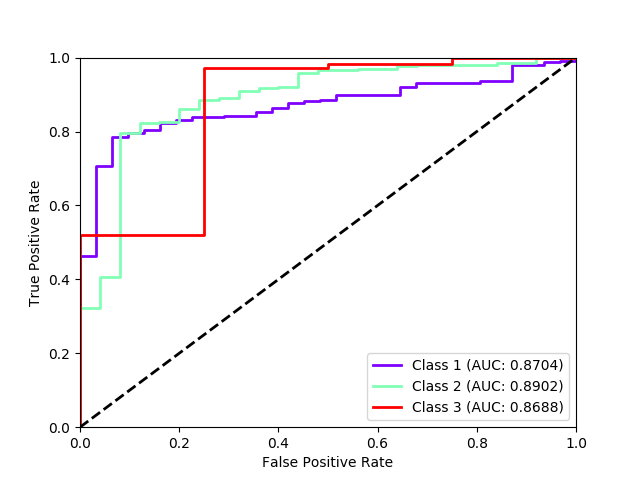 1.0
0.8
0.6
0.4
0.2
0.0
True Positive Rate
Class 1 (AUC: 0.8704)
Class 2 (AUC: 0.8902)
Class 3 (AUC: 0.8688)
0.0 0.2 0.4 0.6 0.8 1.0
False Positive Rate